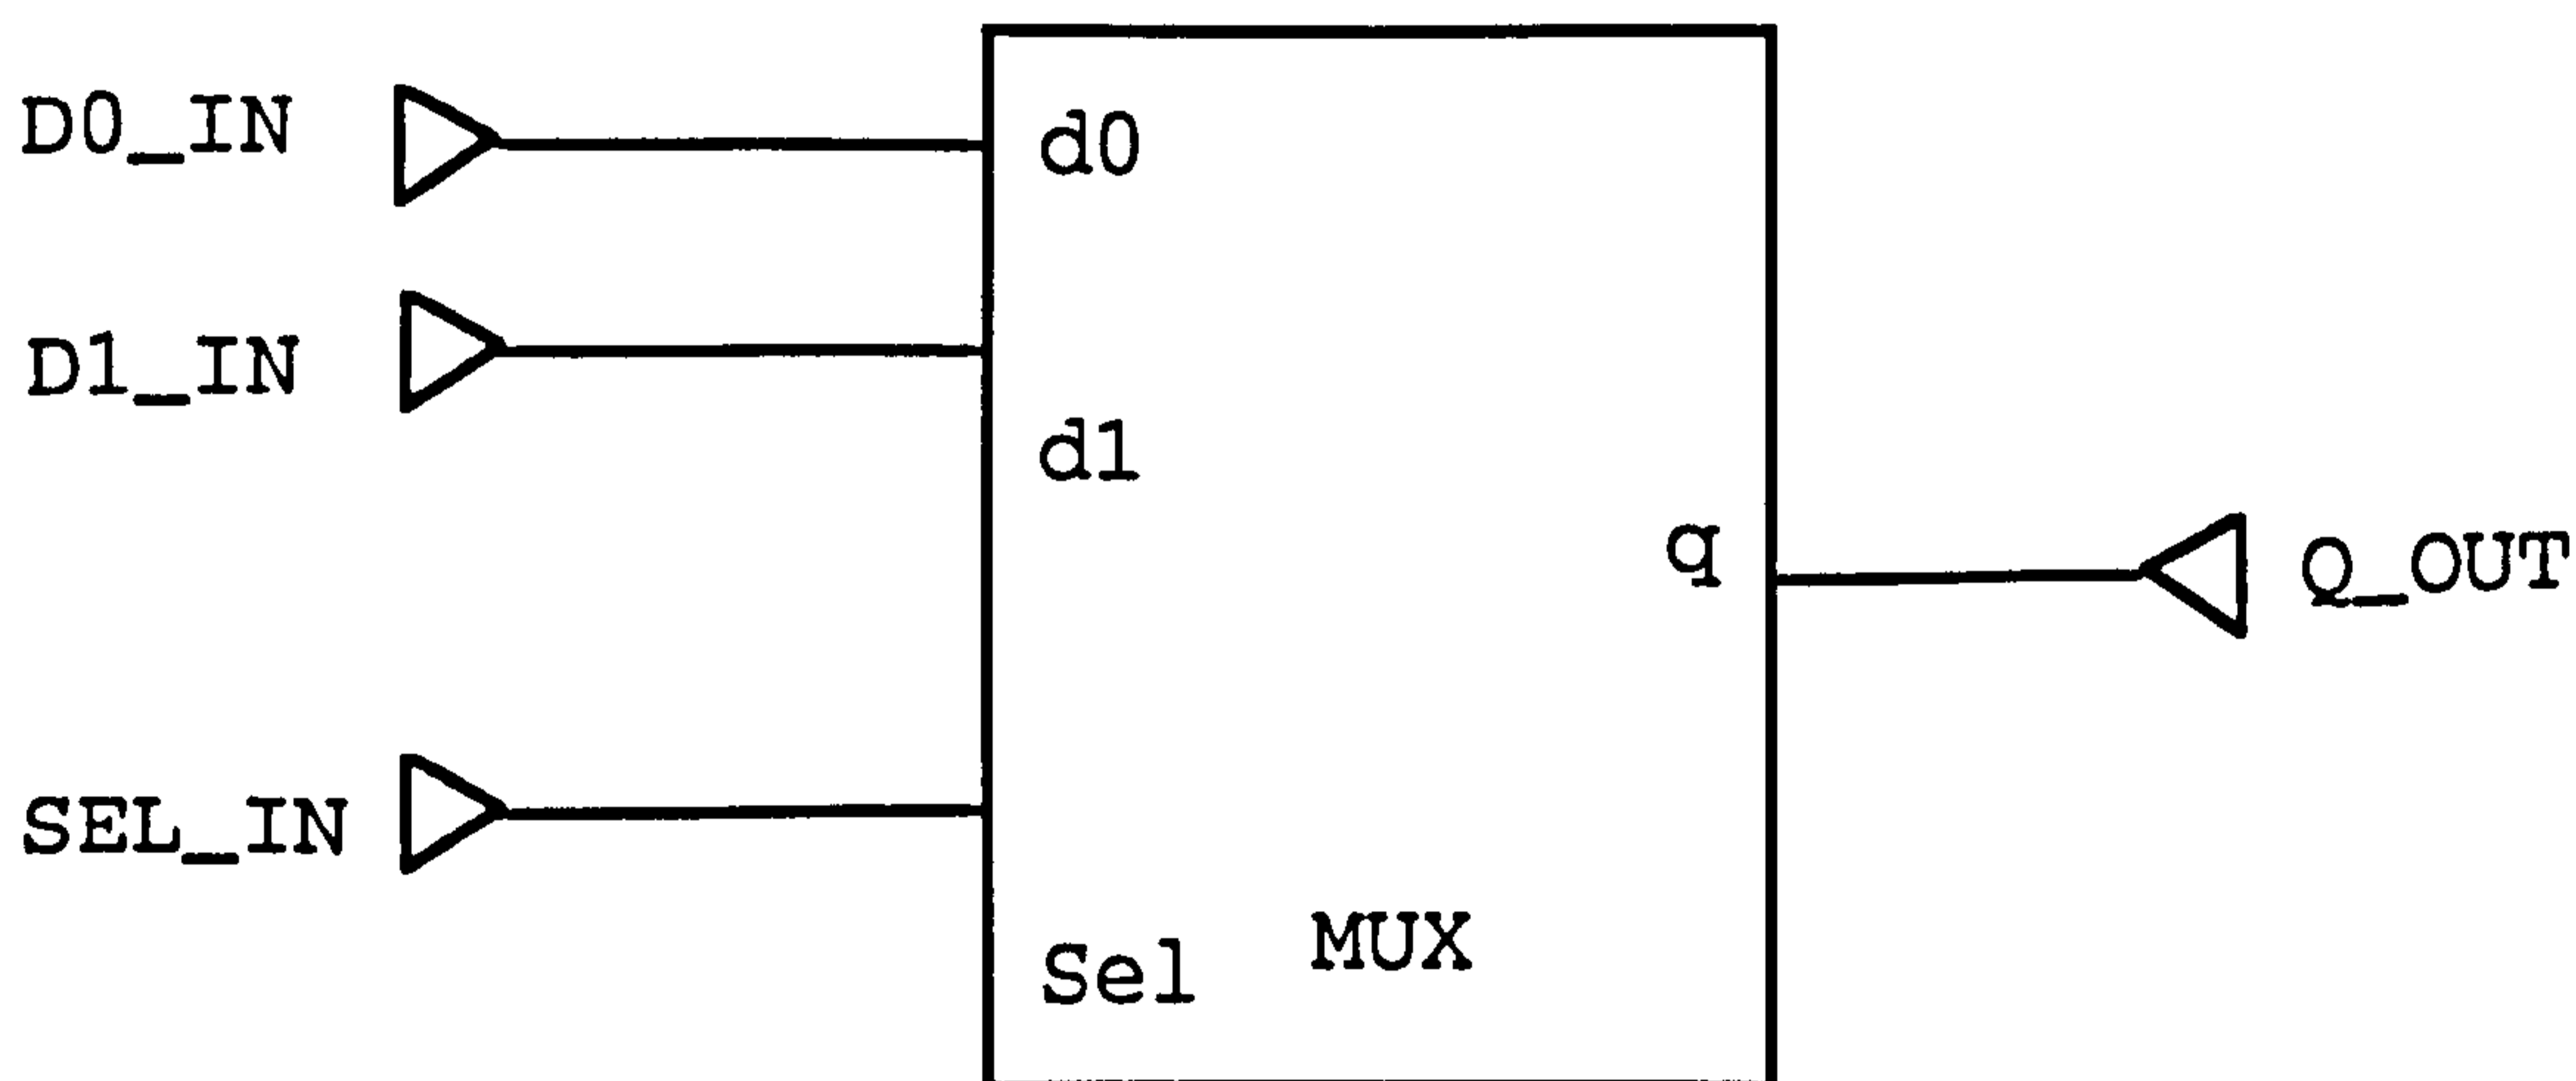 D0_IN
d0
D1_IN
d1
q
Q_OUT
SEL_IN
Sel
MUX